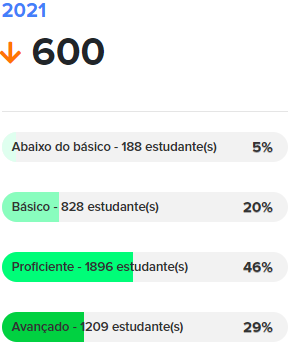 2021
↓ 600
Abaixo do básico - 188 estudante(s) 5%
Básico - 828 estudante(s) 20%
Proficiente - 1896 estudante(s) 46%
Avançado - 1209 estudante(s) 29%